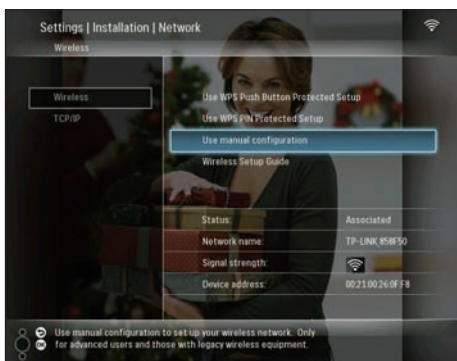 Settings | Installation | Network
Wireless
Wireless
TCP/IP
Use WPS Push Button Protected Setup
Use WPS PIN Protected Setup
Use manual configuration
Wireless Setup Guide
Status: Associated
Network name: TP-LINK_858F50
Signal strength:
Device address: 00:21:00:26:0F:F8
Use manual configuration to set up your wireless network. Only
for advanced users and those with legacy wireless equipment.